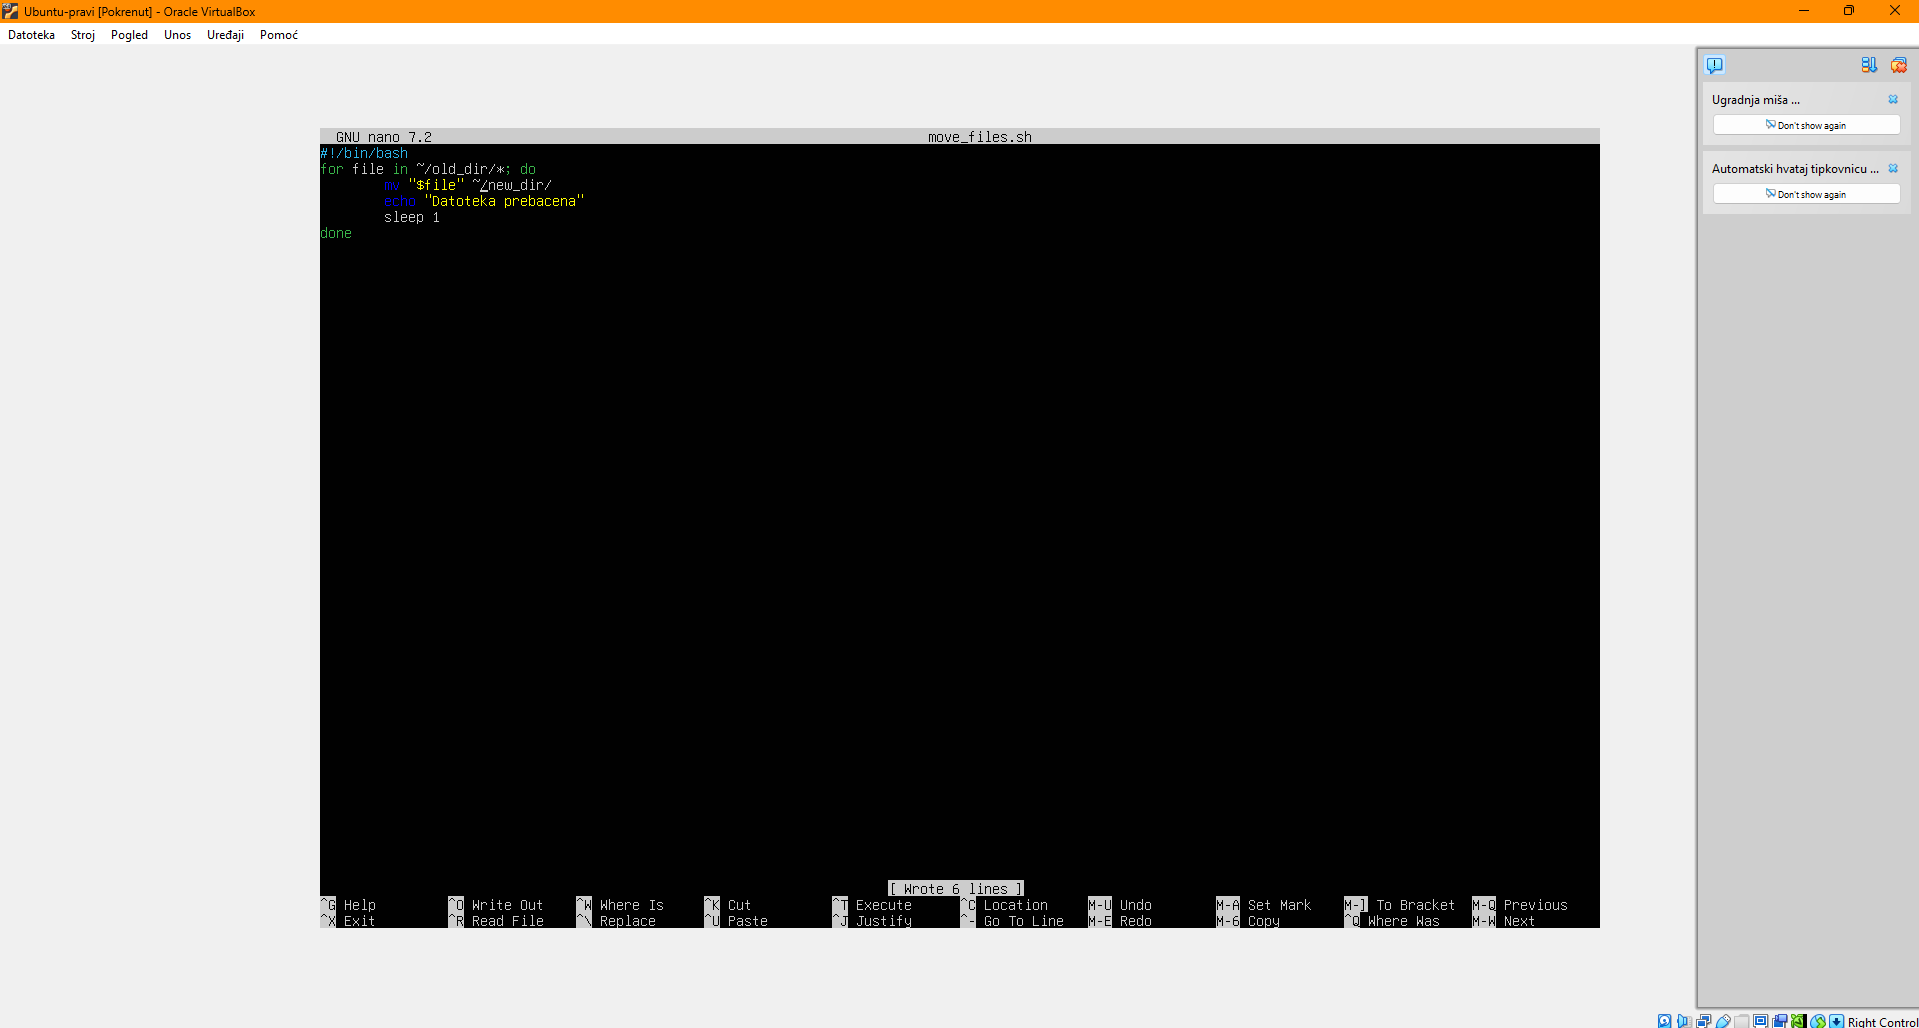 Ubuntu-pravi [Pokrenut] - Oracle VirtualBox
Datoteka Stroj Pogled Unos Uređaji Pomoć
GNU nano 7.2 move_files.sh
#!/bin/bash
for file in ~/old_dir/*; do
mv "$file" ~/new_dir/
echo "Datoteka prebacena"
sleep 1
done
[ Wrote 6 lines ]
^G Help ^O Write Out ^W Where Is ^K Cut ^T Execute ^C Location M-U Undo M-A Set Mark M-] To Bracket M-Q Previous
^X Exit ^R Read File ^\ Replace ^U Paste ^J Justify ^- Go To Line M-E Redo M-6 Copy ^Q Where Was M-W Next
Ugradnja miša ...
Don't show again
Automatski hvataj tipkovnicu ...
Don't show again
Right Control